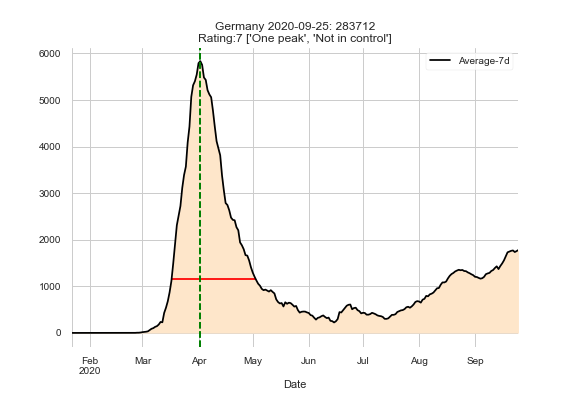 Germany 2020-09-25: 283712
Rating:7 ['One peak', 'Not in control']
Average-7d
6000
5000
4000
3000
2000
1000
0
Feb Mar Apr May Jun Jul Aug Sep
2020
Date